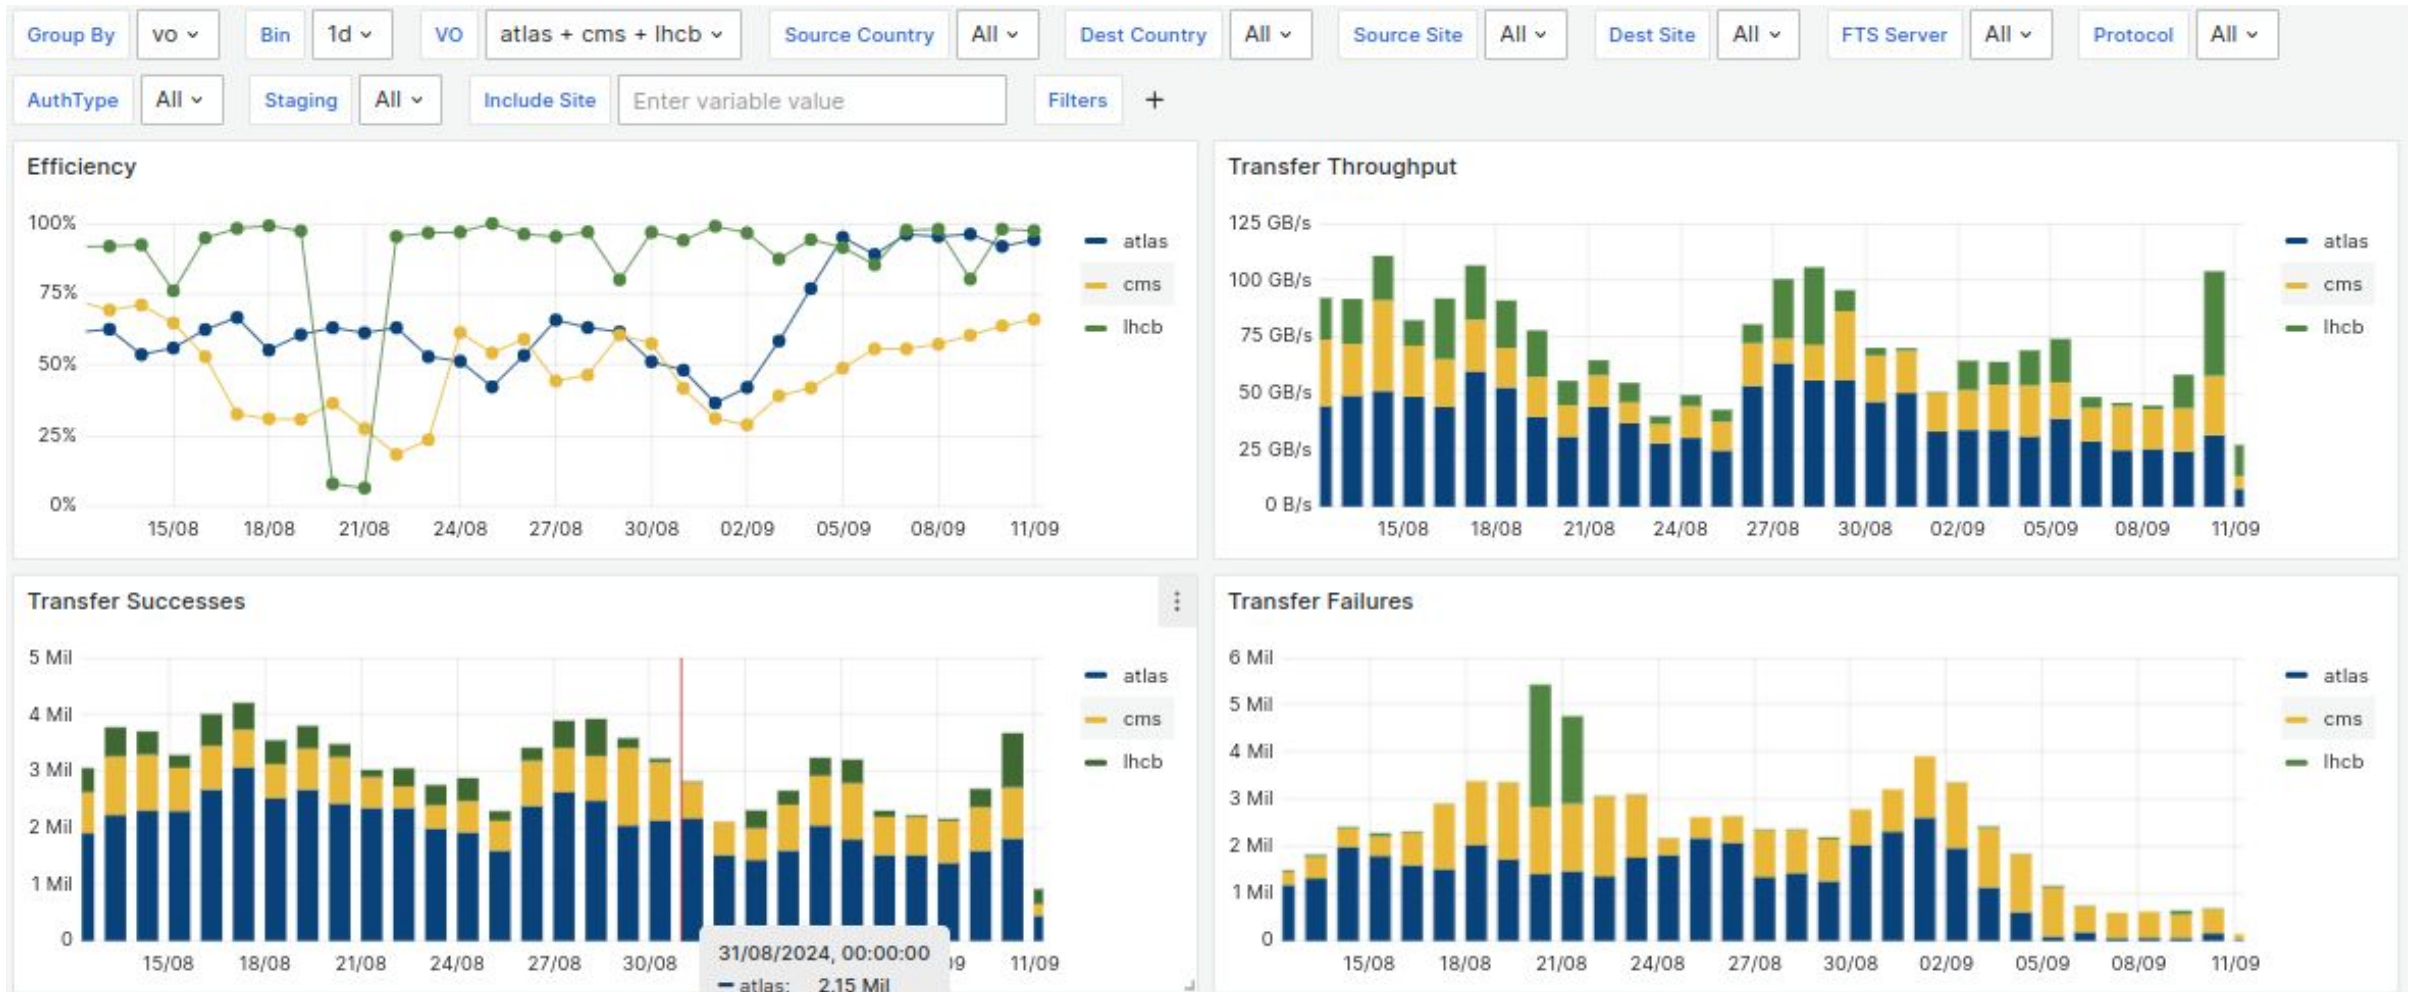 Group By vo Bin 1d VO atlas + cms + lhcb Source Country All Dest Country All Source Site All Dest Site All FTS Server All Protocol All
AuthType All Staging All Include Site Enter variable value Filters +
Efficiency
100%
75%
50%
25%
0%
15/08 18/08 21/08 24/08 27/08 30/08 02/09 05/09 08/09 11/09
atlas
cms
lhcb
Transfer Throughput
125 GB/s
100 GB/s
75 GB/s
50 GB/s
25 GB/s
0 B/s
15/08 18/08 21/08 24/08 27/08 30/08 02/09 05/09 08/09 11/09
atlas
cms
lhcb
Transfer Successes
5 Mil
4 Mil
3 Mil
2 Mil
1 Mil
0
15/08 18/08 21/08 24/08 27/08 30/08 11/09
atlas
cms
lhcb
31/08/2024, 00:00:00
atlas: 2.15 Mil
Transfer Failures
6 Mil
5 Mil
4 Mil
3 Mil
2 Mil
1 Mil
0
15/08 18/08 21/08 24/08 27/08 30/08 02/09 05/09 08/09 11/09
atlas
cms
lhcb